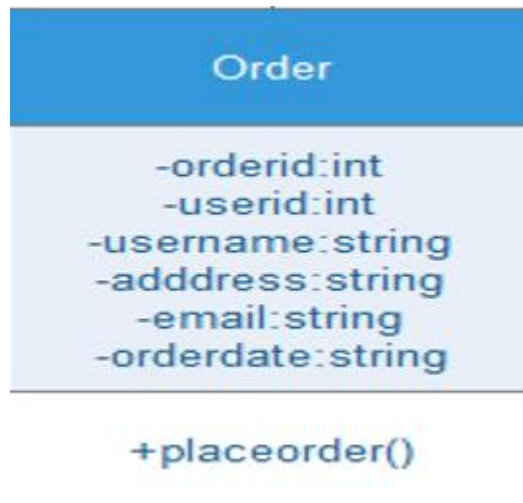 Order
-orderid:int
-userid:int
-username:string
-adddress:string
-email:string
-orderdate:string
+placeorder()